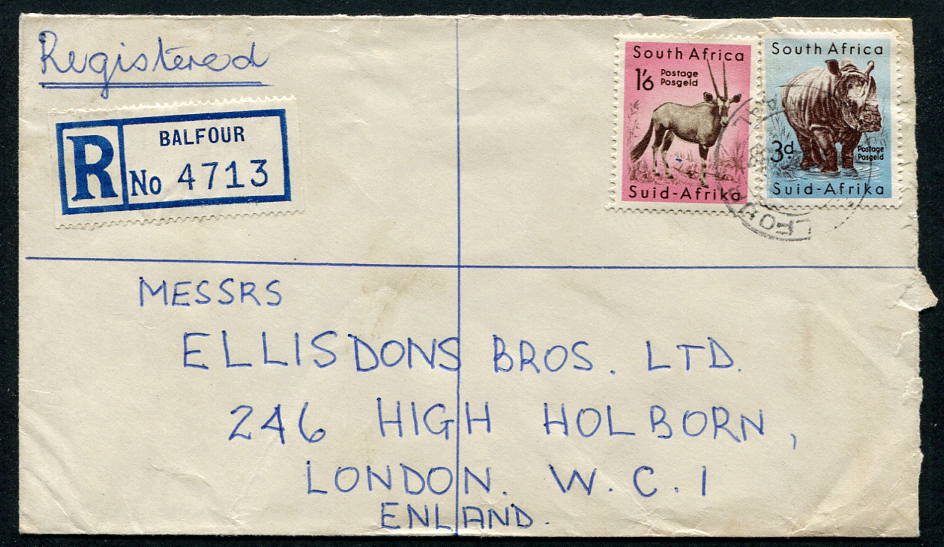 Registered
R
BALFOUR
No 4713
South Africa
1'6
Postage
Posgeld
Suid-Afrika
South Africa
3d
Postage
Posgeld
Suid-Afrika
MESSRS
ELLISDONS BROS. LTD.
246 HIGH HOLBORN,
LONDON. W.C.1
ENLAND.